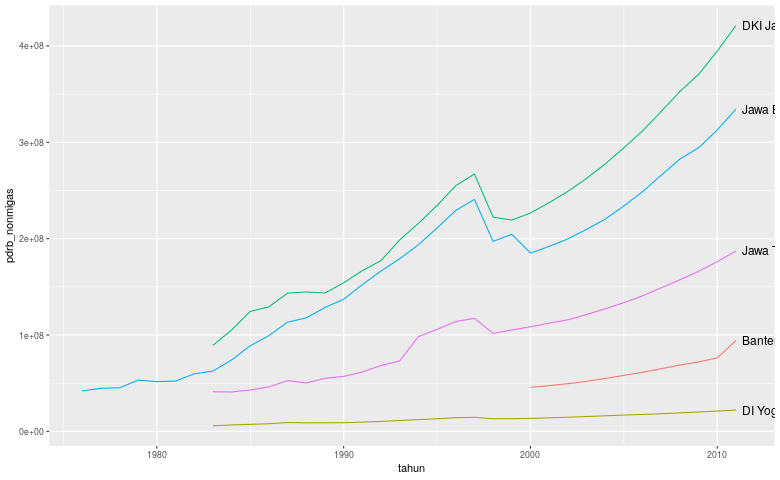 4e+08
3e+08
2e+08
1e+08
0e+00
pdrb_nonmigas
DKI Ja
Jawa
Jawa
Banter
DI Yog
1980
1990
2000
2010
tahun